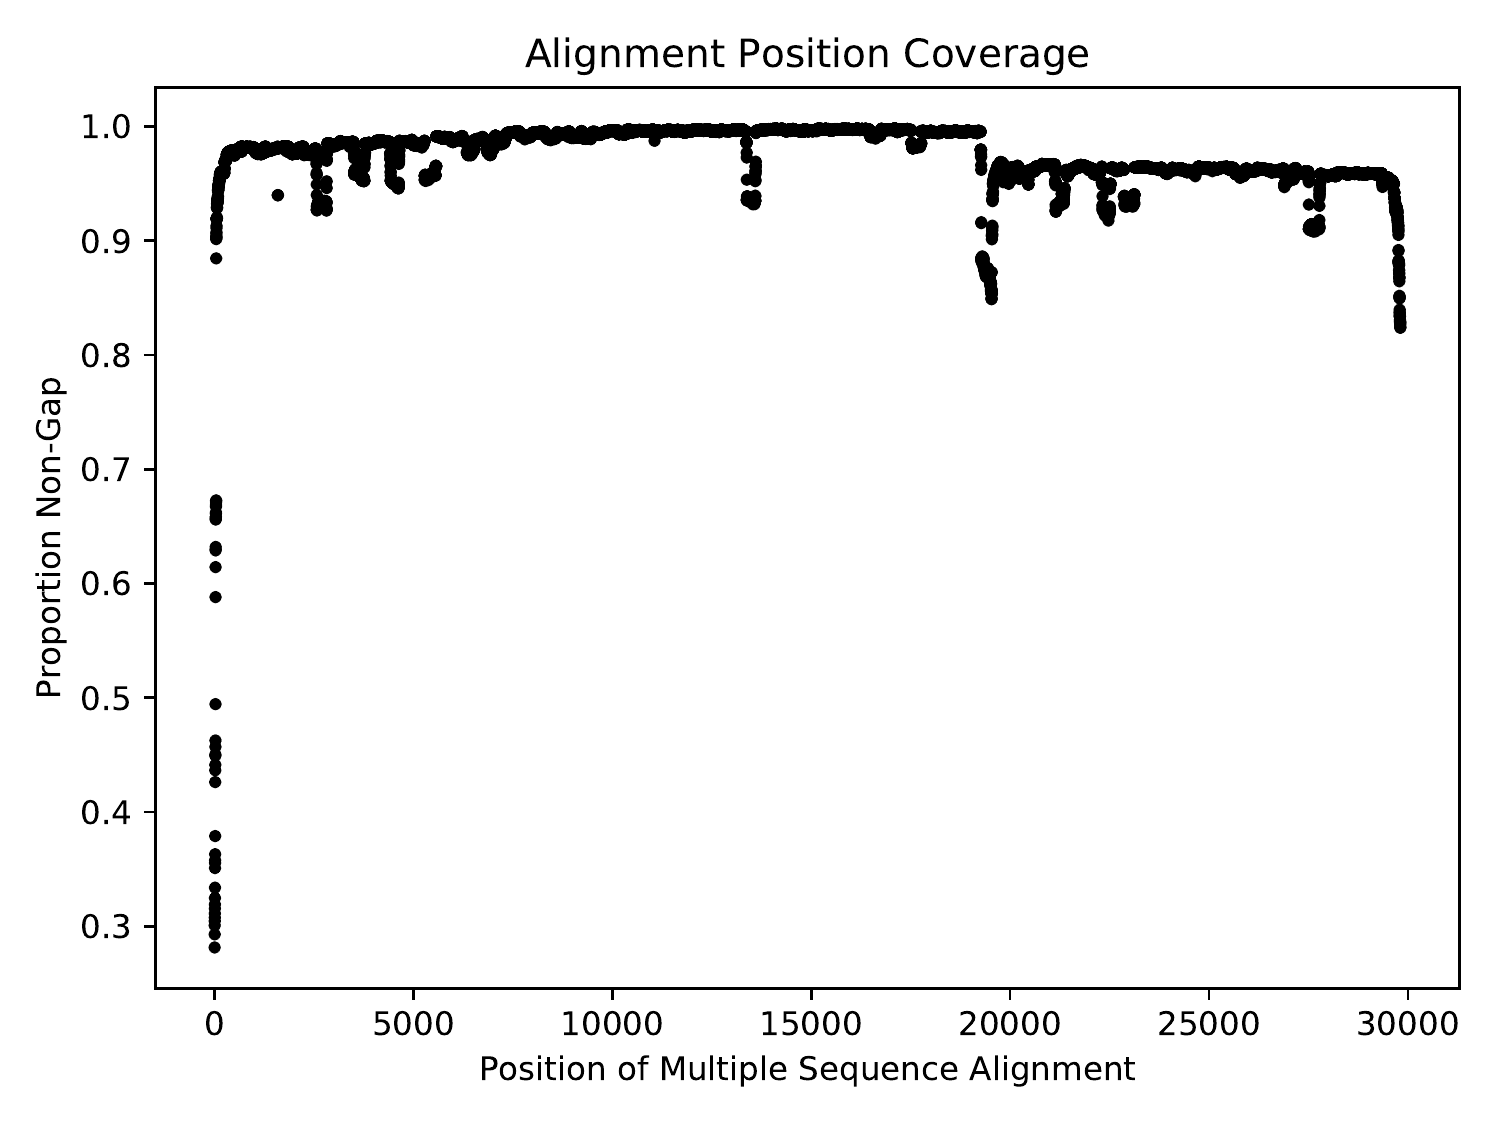 Alignment Position Coverage
Proportion Non-Gap
1.0
0.9
0.8
0.7
0.6
0.5
0.4
0.3
0 5000 10000 15000 20000 25000 30000
Position of Multiple Sequence Alignment